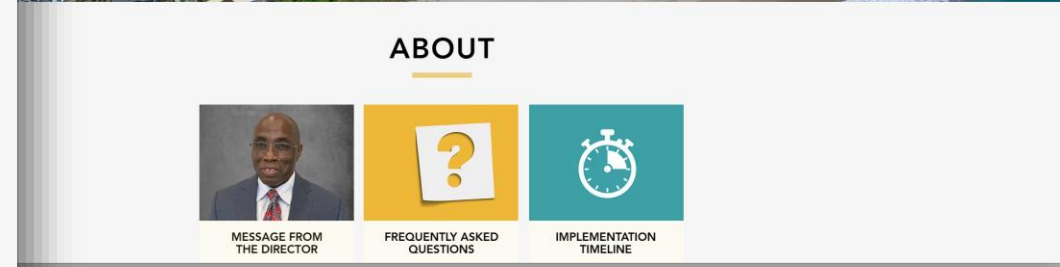 ABOUT
?
MESSAGE FROM
THE DIRECTOR
FREQUENTLY ASKED
QUESTIONS
IMPLEMENTATION
TIMELINE